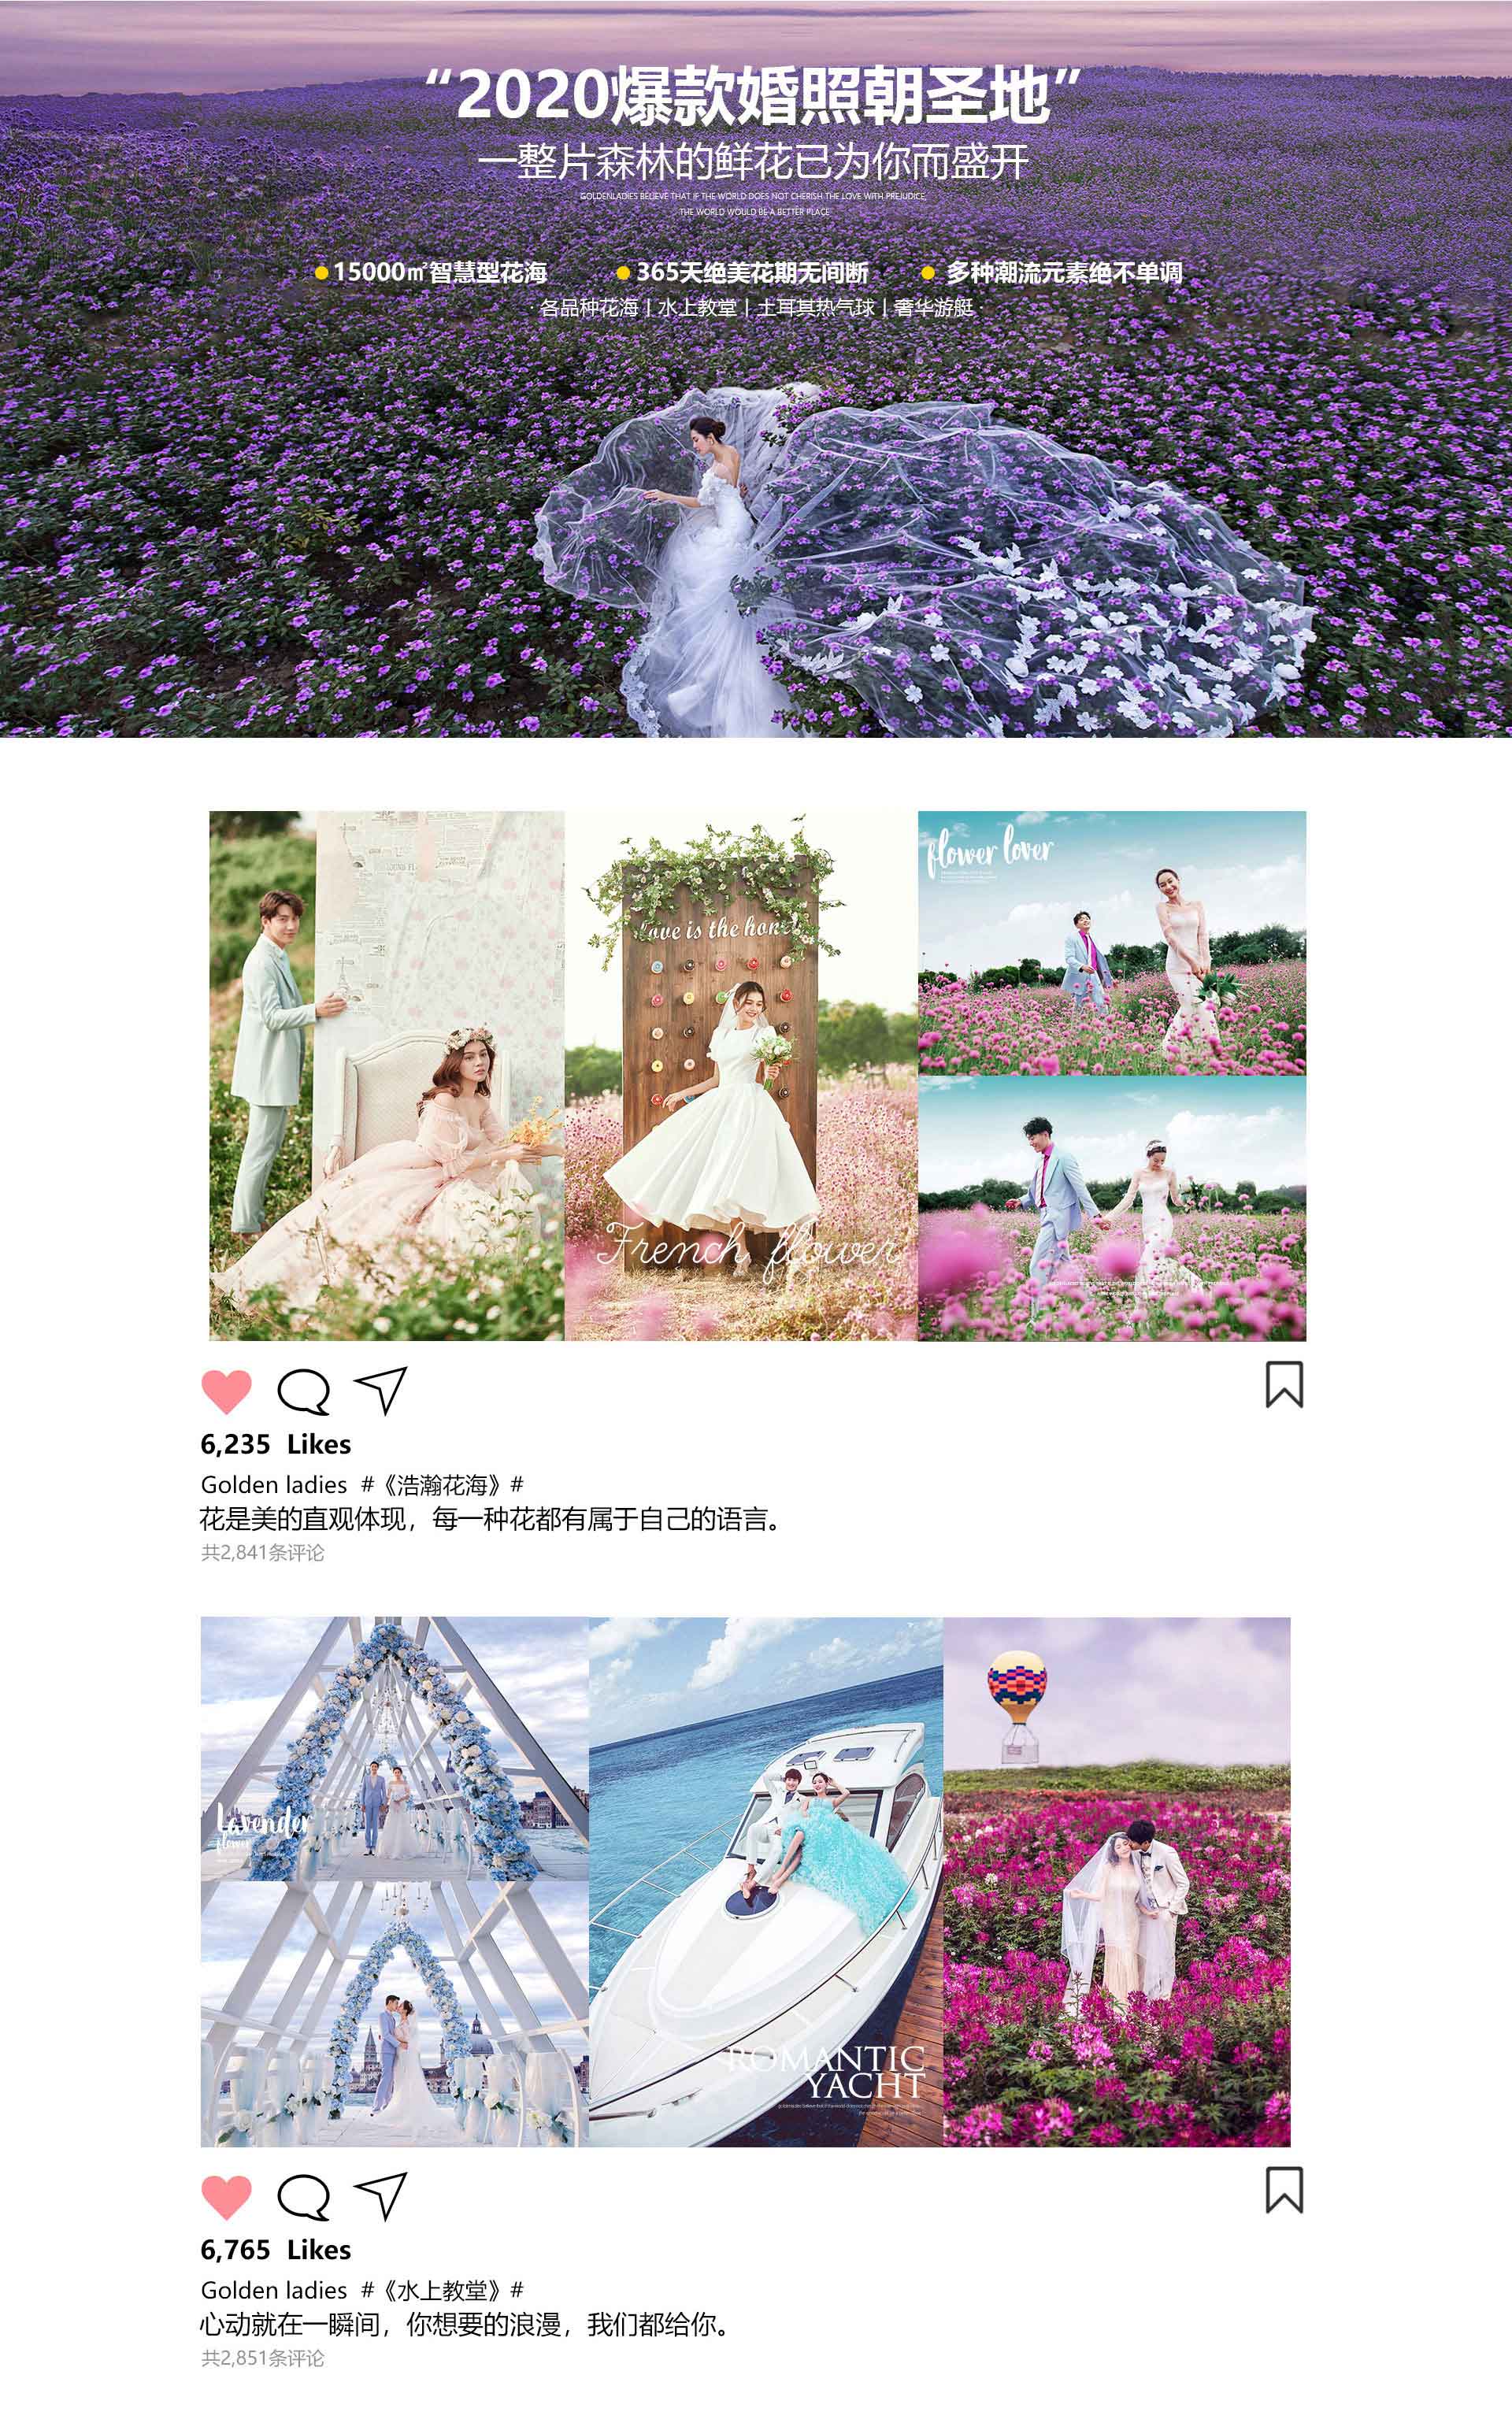 “2020爆款婚照朝圣地”
一整片森林的鲜花已为你而盛开
GOLDENLADIES BELIEVE THAT IF THE WORLD DOES NOT CHERISH THE LOVE WITH PREJUDICE,
THE WORLD WOULD BE A BETTER PLACE
15000㎡智慧型花海
365天绝美花期无间断
多种潮流元素绝不单调
· 各品种花海 | 水上教堂 | 土耳其热气球 | 奢华游艇 ·
love is the
French flower
flower lover
6,235 Likes
Golden ladies #《浩瀚花海》#
花是美的直观体现，每一种花都有属于自己的语言。
共2,841条评论
Lavender
flower
ROMANTIC
YACHT
6,765 Likes
Golden ladies #《水上教堂》#
心动就在一瞬间，你想要的浪漫，我们都给你。
共2,851条评论